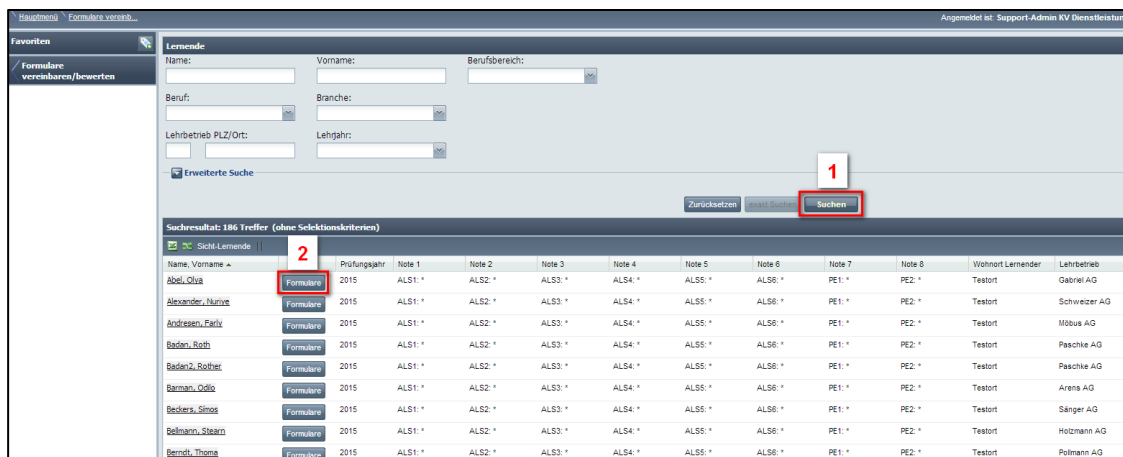 Hauptmenü Formulare vereinb... Angemeldet ist: Support-Admin KV Dienstleistun
Favoriten
Formulare
vereinbaren/bewerten
Lernende
Name: Vorname: Berufsbereich:
Beruf: Branche:
Lehrbetrieb PLZ/Ort: Lehrjahr:
Erweiterte Suche
1
Zurücksetzen exakt Suchen Suchen
Suchresultat: 186 Treffer (ohne Selektionskriterien)
Sicht-Lernende
2
Name, Vorname Prüfungsjahr Note 1 Note 2 Note 3 Note 4 Note 5 Note 6 Note 7 Note 8 Wohnort Lernender Lehrbetrieb
Abel, Olva Formulare 2015 ALS1: * ALS2: * ALS3: * ALS4: * ALS5: * ALS6: * PE1: * PE2: * Testort Gabriel AG
Alexander, Nuriye Formulare 2015 ALS1: * ALS2: * ALS3: * ALS4: * ALS5: * ALS6: * PE1: * PE2: * Testort Schweizer AG
Andresen, Farly Formulare 2015 ALS1: * ALS2: * ALS3: * ALS4: * ALS5: * ALS6: * PE1: * PE2: * Testort Möbus AG
Badan, Roth Formulare 2015 ALS1: * ALS2: * ALS3: * ALS4: * ALS5: * ALS6: * PE1: * PE2: * Testort Paschke AG
Badan2, Rother Formulare 2015 ALS1: * ALS2: * ALS3: * ALS4: * ALS5: * ALS6: * PE1: * PE2: * Testort Paschke AG
Barman, Odilo Formulare 2015 ALS1: * ALS2: * ALS3: * ALS4: * ALS5: * ALS6: * PE1: * PE2: * Testort Arens AG
Beckers, Simos Formulare 2015 ALS1: * ALS2: * ALS3: * ALS4: * ALS5: * ALS6: * PE1: * PE2: * Testort Sänger AG
Bellmann, Stearn Formulare 2015 ALS1: * ALS2: * ALS3: * ALS4: * ALS5: * ALS6: * PE1: * PE2: * Testort Holzmann AG
Berndt, Thoma Formulare 2015 ALS1: * ALS2: * ALS3: * ALS4: * ALS5: * ALS6: * PE1: * PE2: * Testort Pollmann AG